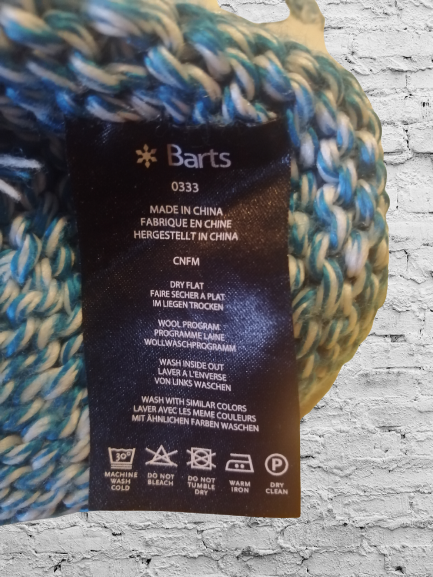 Barts
0333
MADE IN CHINA
FABRIQUE EN CHINE
HERGESTELLT IN CHINA
CNFM
DRY FLAT
FAIRE SECHER A PLAT
IM LIEGEN TROCKEN
WOOL PROGRAM
PROGRAMME LAINE
WOLLWASCHPROGRAMM
WASH INSIDE OUT
LAVER A L'ENVERSE
VON LINKS WASCHEN
WASH WITH SIMILAR COLORS
LAVER AVEC LES MEME COULEURS
MIT ÄHNLICHEN FARBEN WASCHEN
30° P
MACHINE WASH COLD
DO NOT BLEACH
DO NOT TUMBLE DRY
WARM IRON
DRY CLEAN